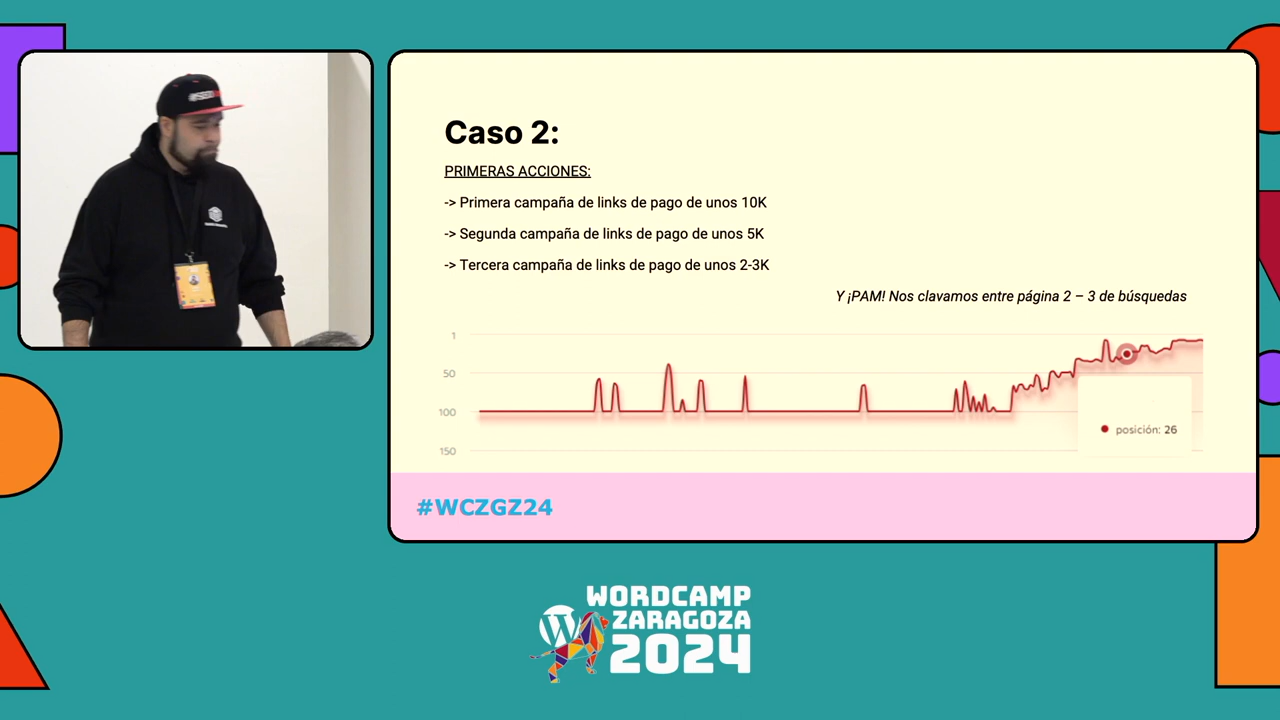 Caso 2:
PRIMERAS ACCIONES:
-> Primera campaña de links de pago de unos 10K
-> Segunda campaña de links de pago de unos 5K
-> Tercera campaña de links de pago de unos 2-3K
Y ¡PAM! Nos clavamos entre página 2 – 3 de búsquedas
1
50
100
150
posición: 26
#WCZGZ24
WORDCAMP
ZARAGOZA
2024